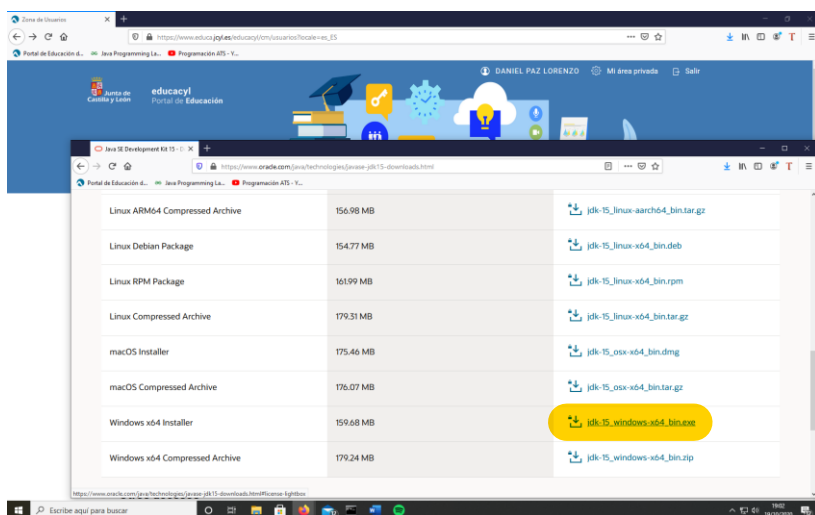 Zona de Usuarios
https://www.educa.jcyl.es/educacyl/cm/usuarios?locale=es_ES
Portal de Educación d... Java Programming La... Programación ATS - Y...
Junta de
Castilla y León
educacyl
Portal de Educación
DANIEL PAZ LORENZO Mi área privada Salir
Java SE Development Kit 15 - D
https://www.oracle.com/java/technologies/javase-jdk15-downloads.html
Portal de Educación d... Java Programming La... Programación ATS - Y...
Linux ARM64 Compressed Archive 156.98 MB jdk-15_linux-aarch64_bin.tar.gz
Linux Debian Package 154.77 MB jdk-15_linux-x64_bin.deb
Linux RPM Package 161.99 MB jdk-15_linux-x64_bin.rpm
Linux Compressed Archive 179.31 MB jdk-15_linux-x64_bin.tar.gz
macOS Installer 175.46 MB jdk-15_osx-x64_bin.dmg
macOS Compressed Archive 176.07 MB jdk-15_osx-x64_bin.tar.gz
Windows x64 Installer 159.68 MB jdk-15_windows-x64_bin.exe
Windows x64 Compressed Archive 179.24 MB jdk-15_windows-x64_bin.zip
https://www.oracle.com/java/technologies/javase-jdk15-downloads.html#license-lightbox
Escribe aquí para buscar
19:02
19/10/2020